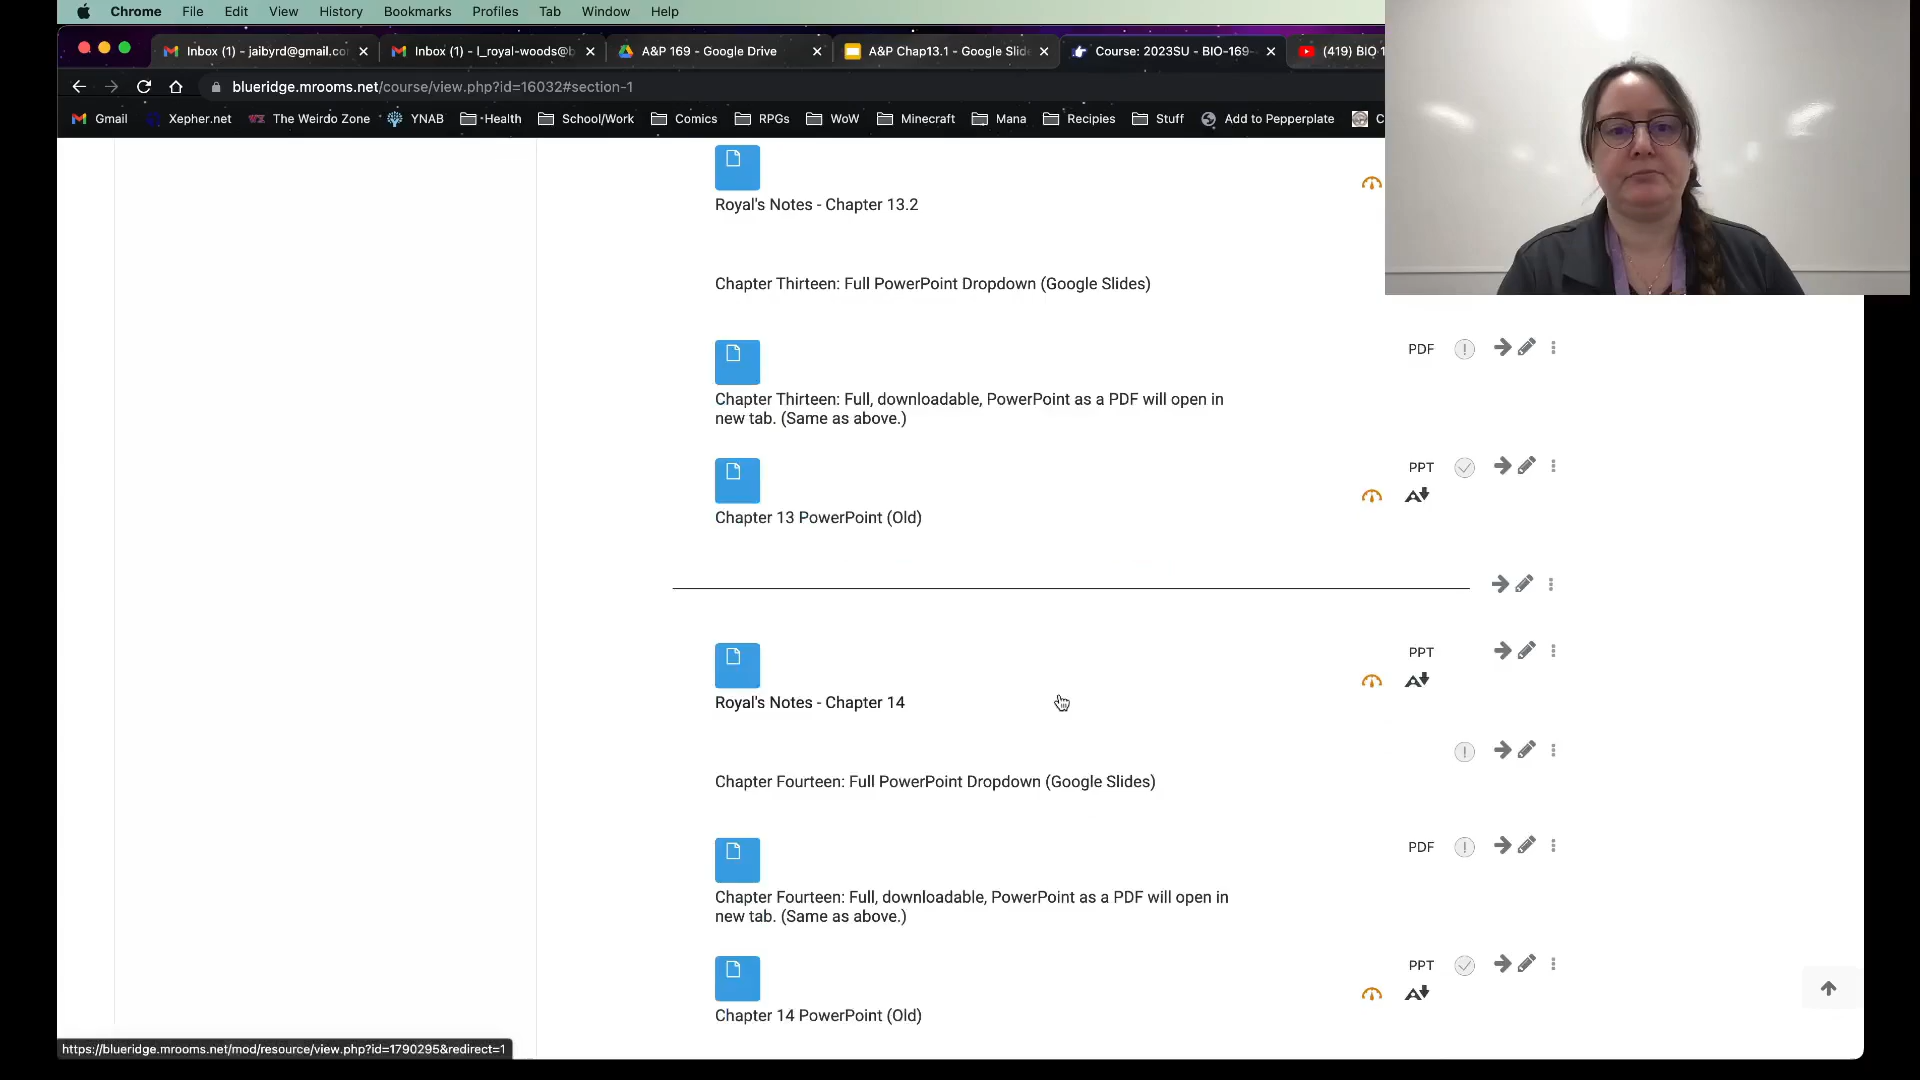 Chrome File Edit View History Bookmarks Profiles Tab Window Help
Inbox (1) - jaibyrd@gmail.co Inbox (1) - l_royal-woods@b A&P 169 - Google Drive A&P Chap13.1 - Google Slid Course: 2023SU - BIO-169- (419) BIO 1
blueridge.mrooms.net/course/view.php?id=16032#section-1
Gmail Xepher.net The Weirdo Zone YNAB Health School/Work Comics RPGs WoW Minecraft Mana Recipies Stuff Add to Pepperplate C
Royal's Notes - Chapter 13.2
Chapter Thirteen: Full PowerPoint Dropdown (Google Slides)
PDF
Chapter Thirteen: Full, downloadable, PowerPoint as a PDF will open in
new tab. (Same as above.)
PPT
Chapter 13 PowerPoint (Old)
PPT
Royal's Notes - Chapter 14
Chapter Fourteen: Full PowerPoint Dropdown (Google Slides)
PDF
Chapter Fourteen: Full, downloadable, PowerPoint as a PDF will open in
new tab. (Same as above.)
PPT
Chapter 14 PowerPoint (Old)
https://blueridge.mrooms.net/mod/resource/view.php?id=1790295&redirect=1